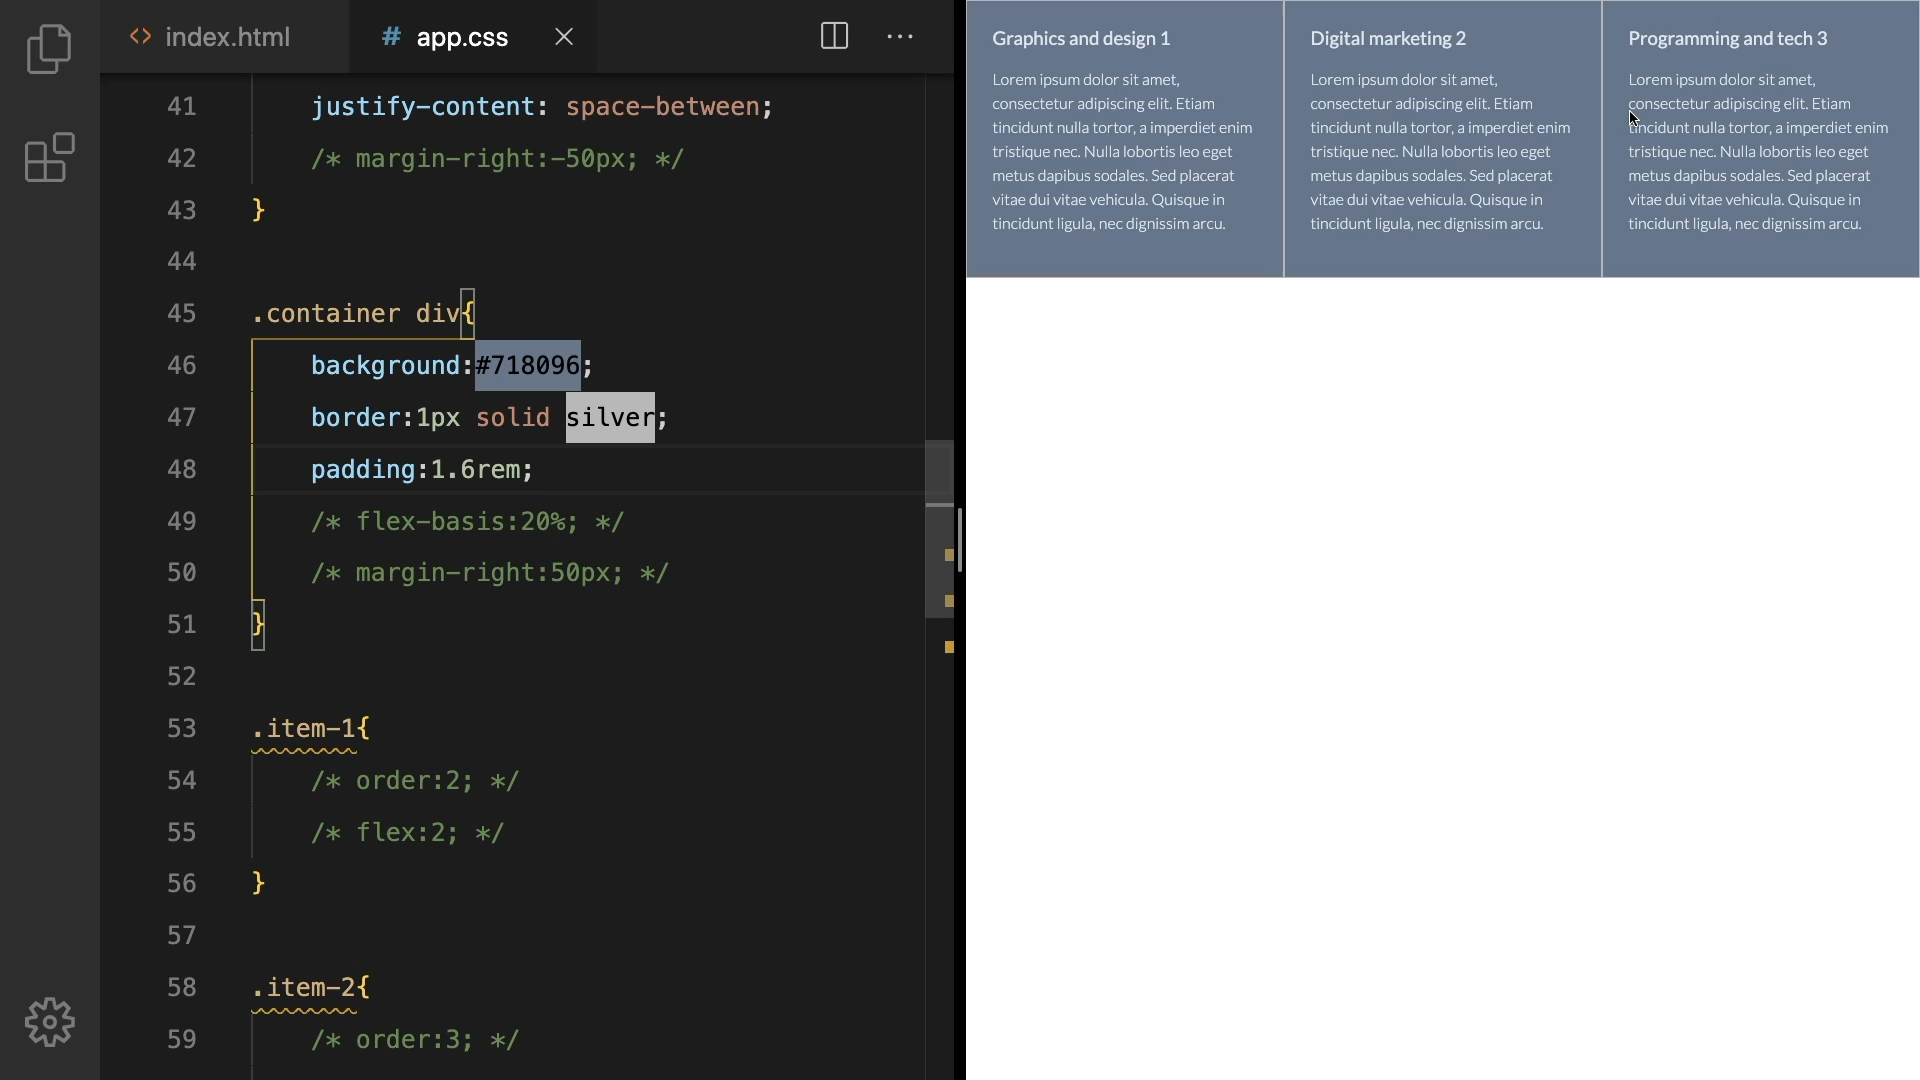 index.html
# app.css
41 justify-content: space-between;
42 /* margin-right:-50px; */
43 }
44
45 .container div{
46 background:#718096;
47 border:1px solid silver;
48 padding:1.6rem;
49 /* flex-basis:20%; */
50 /* margin-right:50px; */
51 }
52
53 .item-1{
54 /* order:2; */
55 /* flex:2; */
56 }
57
58 .item-2{
59 /* order:3; */
Graphics and design 1
Lorem ipsum dolor sit amet,
consectetur adipiscing elit. Etiam
tincidunt nulla tortor, a imperdiet enim
tristique nec. Nulla lobortis leo eget
metus dapibus sodales. Sed placerat
vitae dui vitae vehicula. Quisque in
tincidunt ligula, nec dignissim arcu.
Digital marketing 2
Lorem ipsum dolor sit amet,
consectetur adipiscing elit. Etiam
tincidunt nulla tortor, a imperdiet enim
tristique nec. Nulla lobortis leo eget
metus dapibus sodales. Sed placerat
vitae dui vitae vehicula. Quisque in
tincidunt ligula, nec dignissim arcu.
Programming and tech 3
Lorem ipsum dolor sit amet,
consectetur adipiscing elit. Etiam
tincidunt nulla tortor, a imperdiet enim
tristique nec. Nulla lobortis leo eget
metus dapibus sodales. Sed placerat
vitae dui vitae vehicula. Quisque in
tincidunt ligula, nec dignissim arcu.